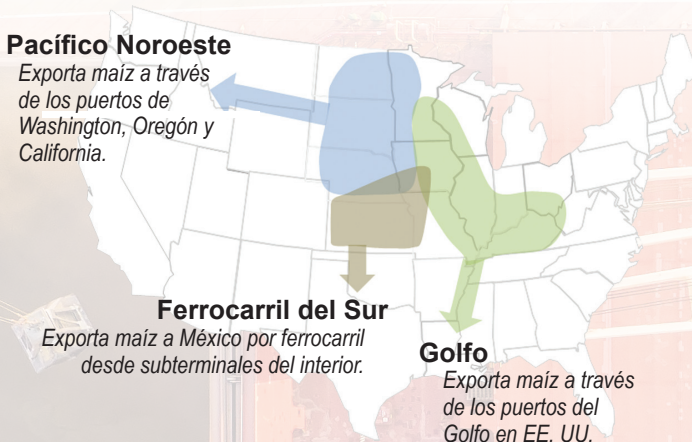 Pacífico Noroeste
Exporta maíz a través
de los puertos de
Washington, Oregón y
California.
Ferrocarril del Sur
Exporta maíz a México por ferrocarril
desde subterminales del interior.
Golfo
Exporta maíz a través
de los puertos del
Golfo en EE. UU.